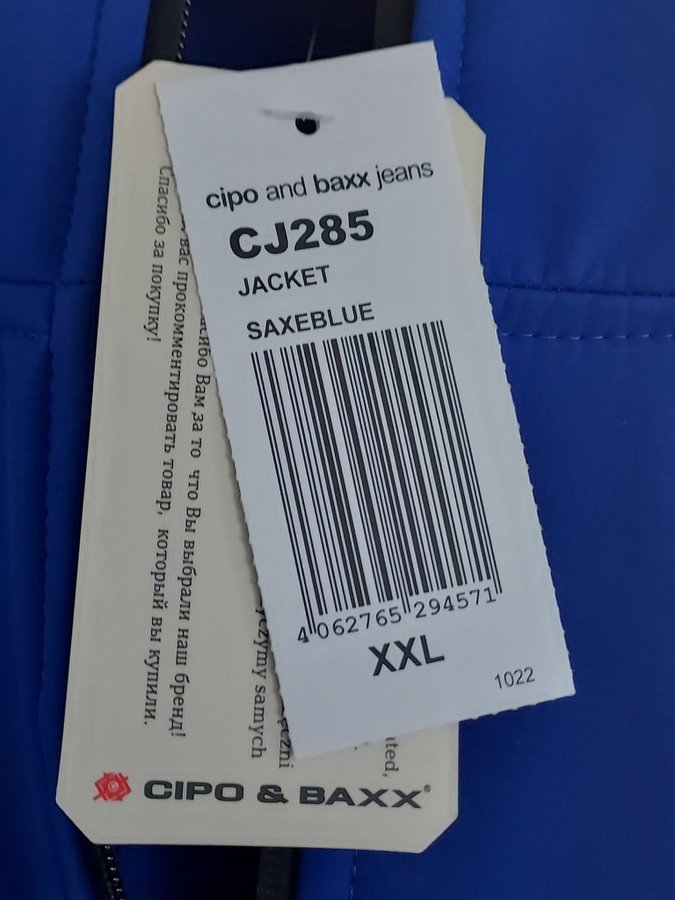 cipo and baxx jeans
CJ285
JACKET
SAXEBLUE
4 062765 294571
XXL
1022
Вам за то что Вы выбрали наш бренд!
вас прокомментировать товар, который вы купили.
Спасибо за покупку!
samych
CIPO & BAXX®